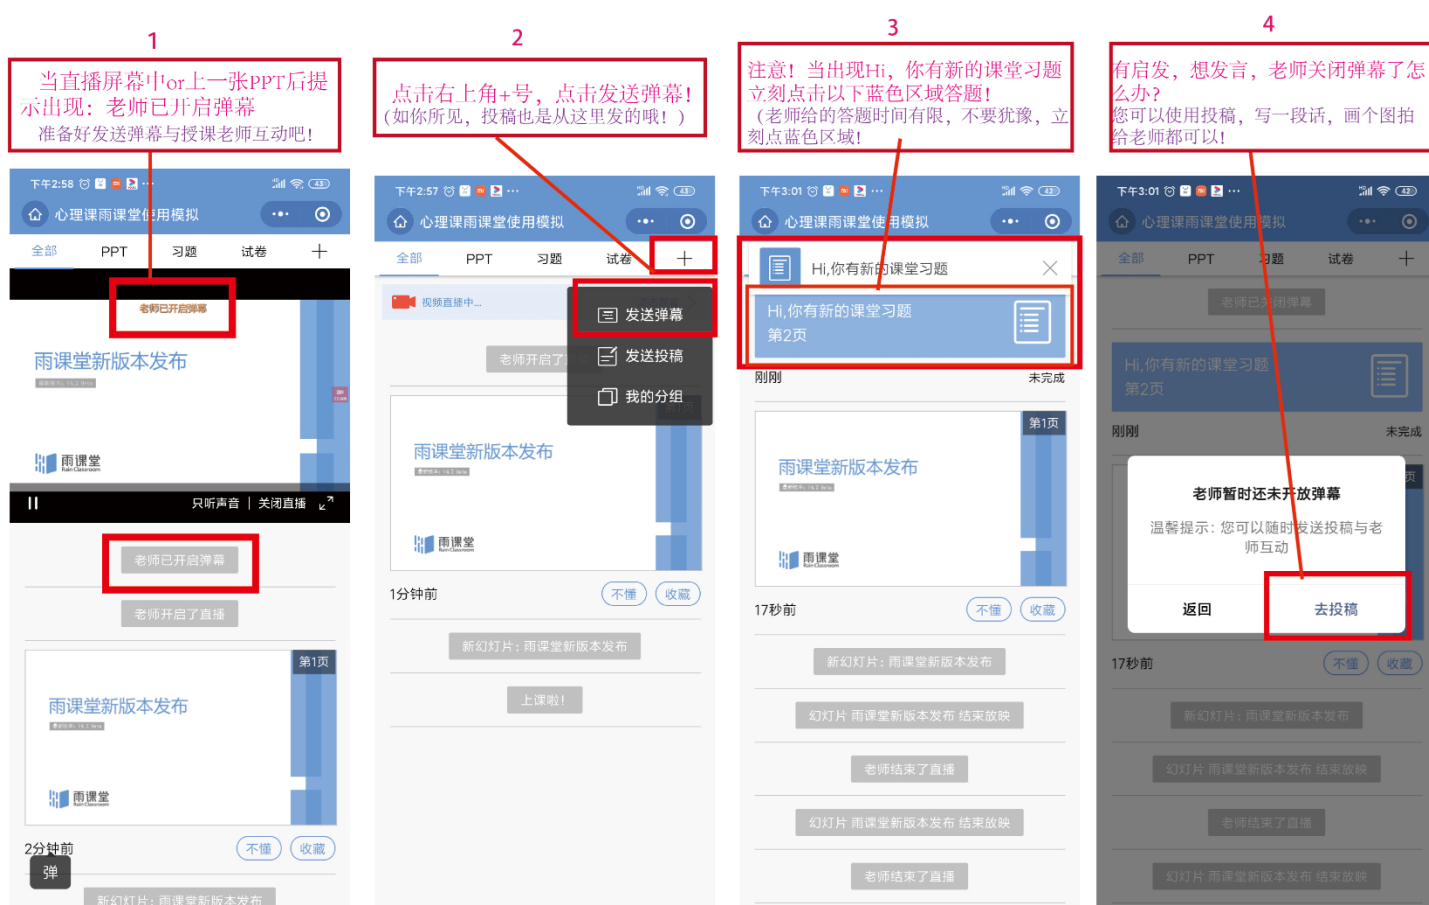 1
当直播屏幕中or上一张PPT后提
示出现：老师已开启弹幕
准备好发送弹幕与授课老师互动吧！
下午2:58
43
心理课雨课堂使用模拟
全部
PPT
习题
试卷
老师已开启弹幕
雨课堂新版本发布
雨课堂
Rain Classroom
只听声音 | 关闭直播
老师已开启弹幕
老师开启了直播
第1页
雨课堂新版本发布
雨课堂
Rain Classroom
2分钟前
不懂
收藏
弹
新幻灯片：雨课堂新版本发布
2
点击右上角+号，点击发送弹幕！
（如你所见，投稿也是从这里发的哦！）
下午2:57
43
心理课雨课堂使用模拟
全部
PPT
习题
试卷
视频直播中...
发送弹幕
发送投稿
我的分组
老师开启了
雨课堂新版本发布
雨课堂
Rain Classroom
1分钟前
不懂
收藏
新幻灯片：雨课堂新版本发布
上课啦！
3
注意！当出现Hi，你有新的课堂习题
立刻点击以下蓝色区域答题！
（老师给的答题时间有限，不要犹豫，立
刻点蓝色区域！
下午3:01
42
心理课雨课堂使用模拟
Hi,你有新的课堂习题
Hi,你有新的课堂习题
第2页
刚刚
未完成
第1页
雨课堂新版本发布
雨课堂
Rain Classroom
17秒前
不懂
收藏
新幻灯片：雨课堂新版本发布
幻灯片 雨课堂新版本发布 结束放映
老师结束了直播
幻灯片 雨课堂新版本发布 结束放映
老师结束了直播
4
有启发，想发言，老师关闭弹幕了怎
么办？
您可以使用投稿，写一段话，画个图拍
给老师都可以！
下午3:01
42
心理课雨课堂使用模拟
全部
PPT
习题
试卷
老师已关闭弹幕
Hi,你有新的课堂习题
第2页
刚刚
未完成
页
老师暂时还未开放弹幕
温馨提示：您可以随时发送投稿与老
师互动
返回
去投稿
17秒前
不懂
收藏
新幻灯片：雨课堂新版本发布
幻灯片 雨课堂新版本发布 结束放映
老师结束了直播
幻灯片 雨课堂新版本发布 结束放映